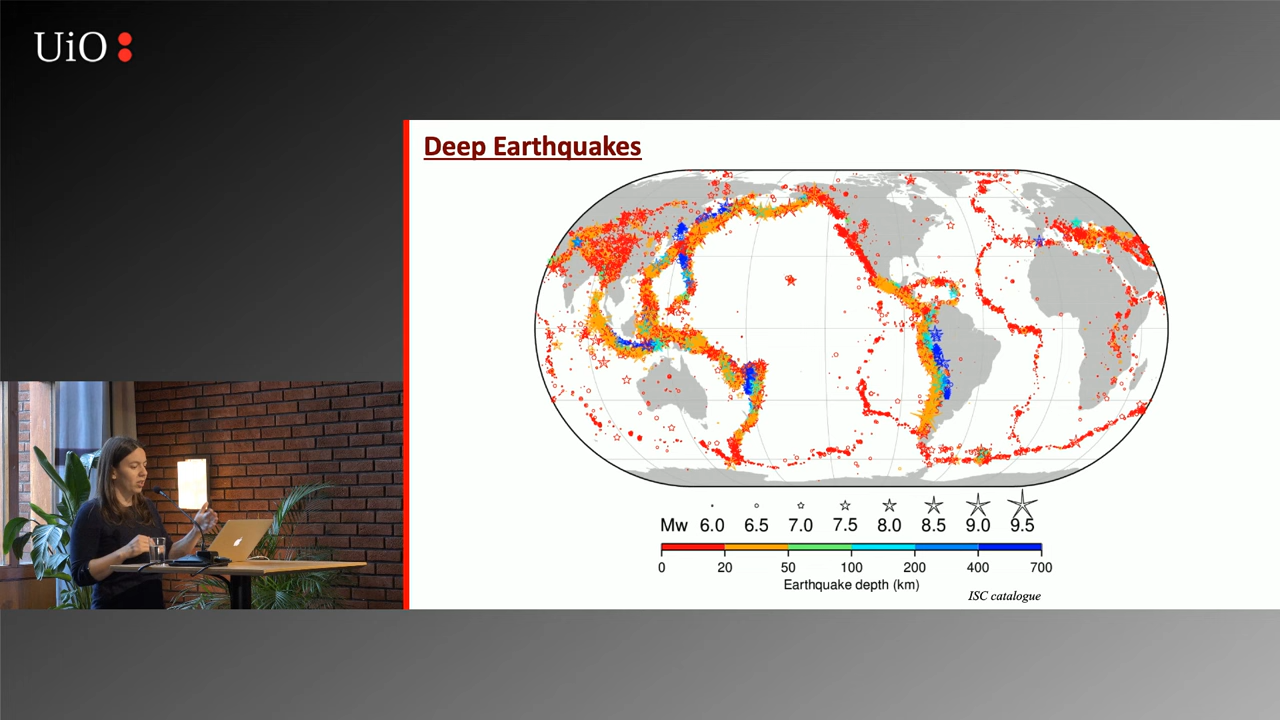 UiO
Deep Earthquakes
Mw 6.0 6.5 7.0 7.5 8.0 8.5 9.0 9.5
0 20 50 100 200 400 700
Earthquake depth (km)
ISC catalogue